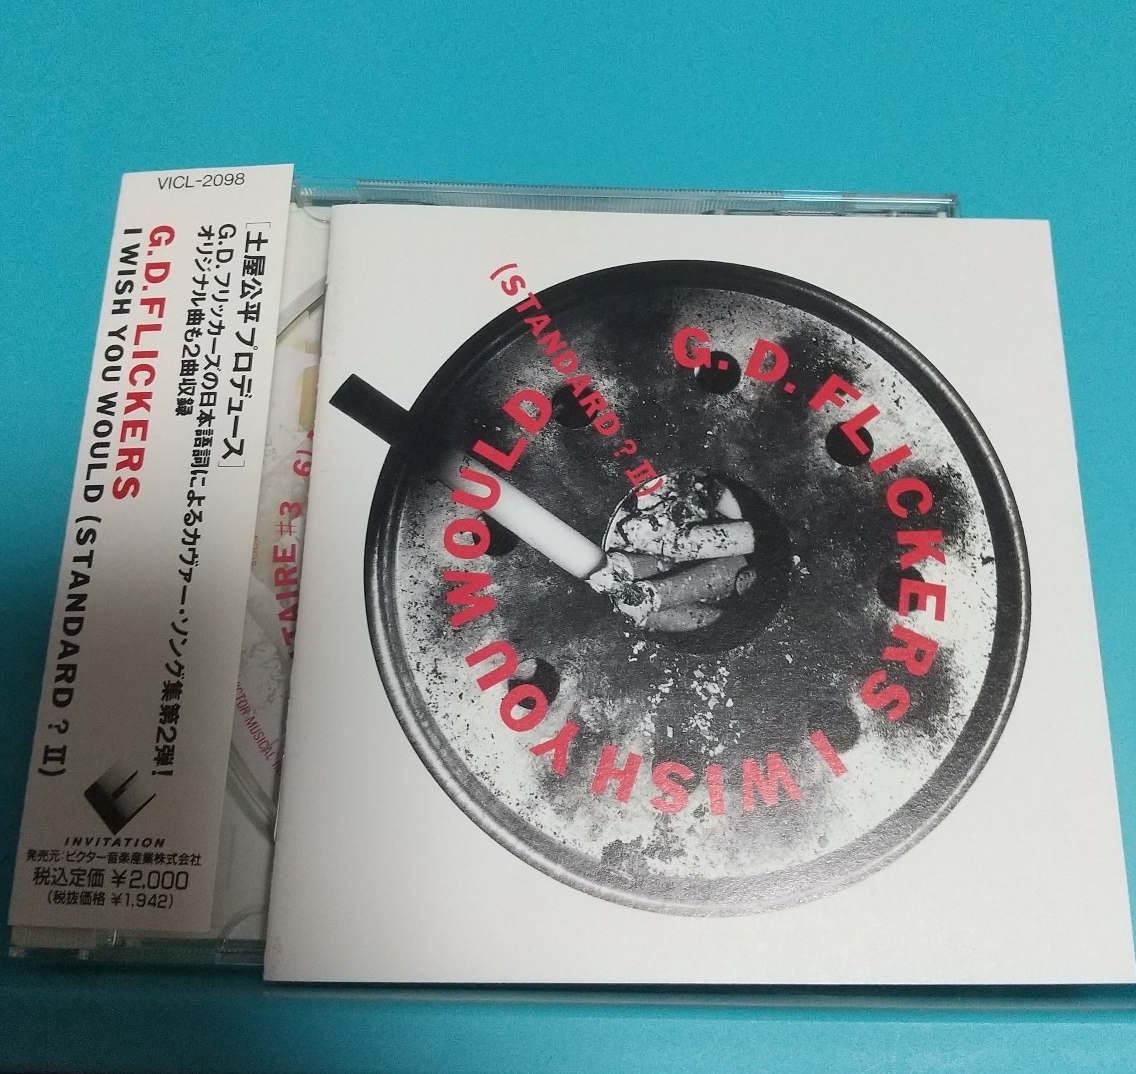 VICL-2098
[土屋公平プロデュース]
G.D.フリッカーズの日本語詞によるカヴァー・ソング集第2弾!
オリジナル曲も2曲収録
G.D.FLICKERS
I WISH YOU WOULD (STANDARD ? II)
INVITATION
発売元:ビクター音楽産業株式会社
税込定価 ¥2,000
(税抜価格 ¥1,942)
TAIRE #3
MUSICAL
G.D.FLICKERS
I WISH YOU WOULD
(STANDARD ? II)